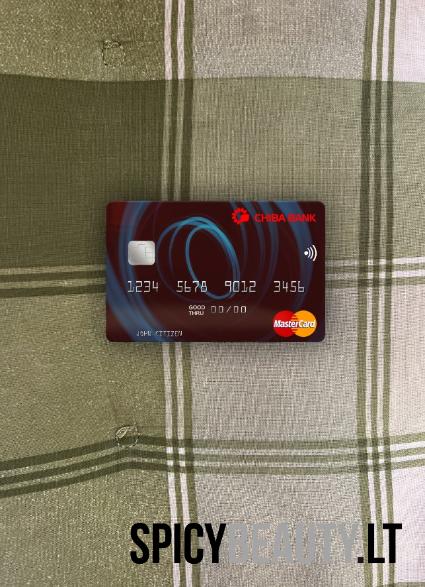 CHIBA BANK
1234 5678 9012 3456
GOOD THRU 00/00
JOHN CITIZEN
MasterCard
SPICYBEAUTY.LT